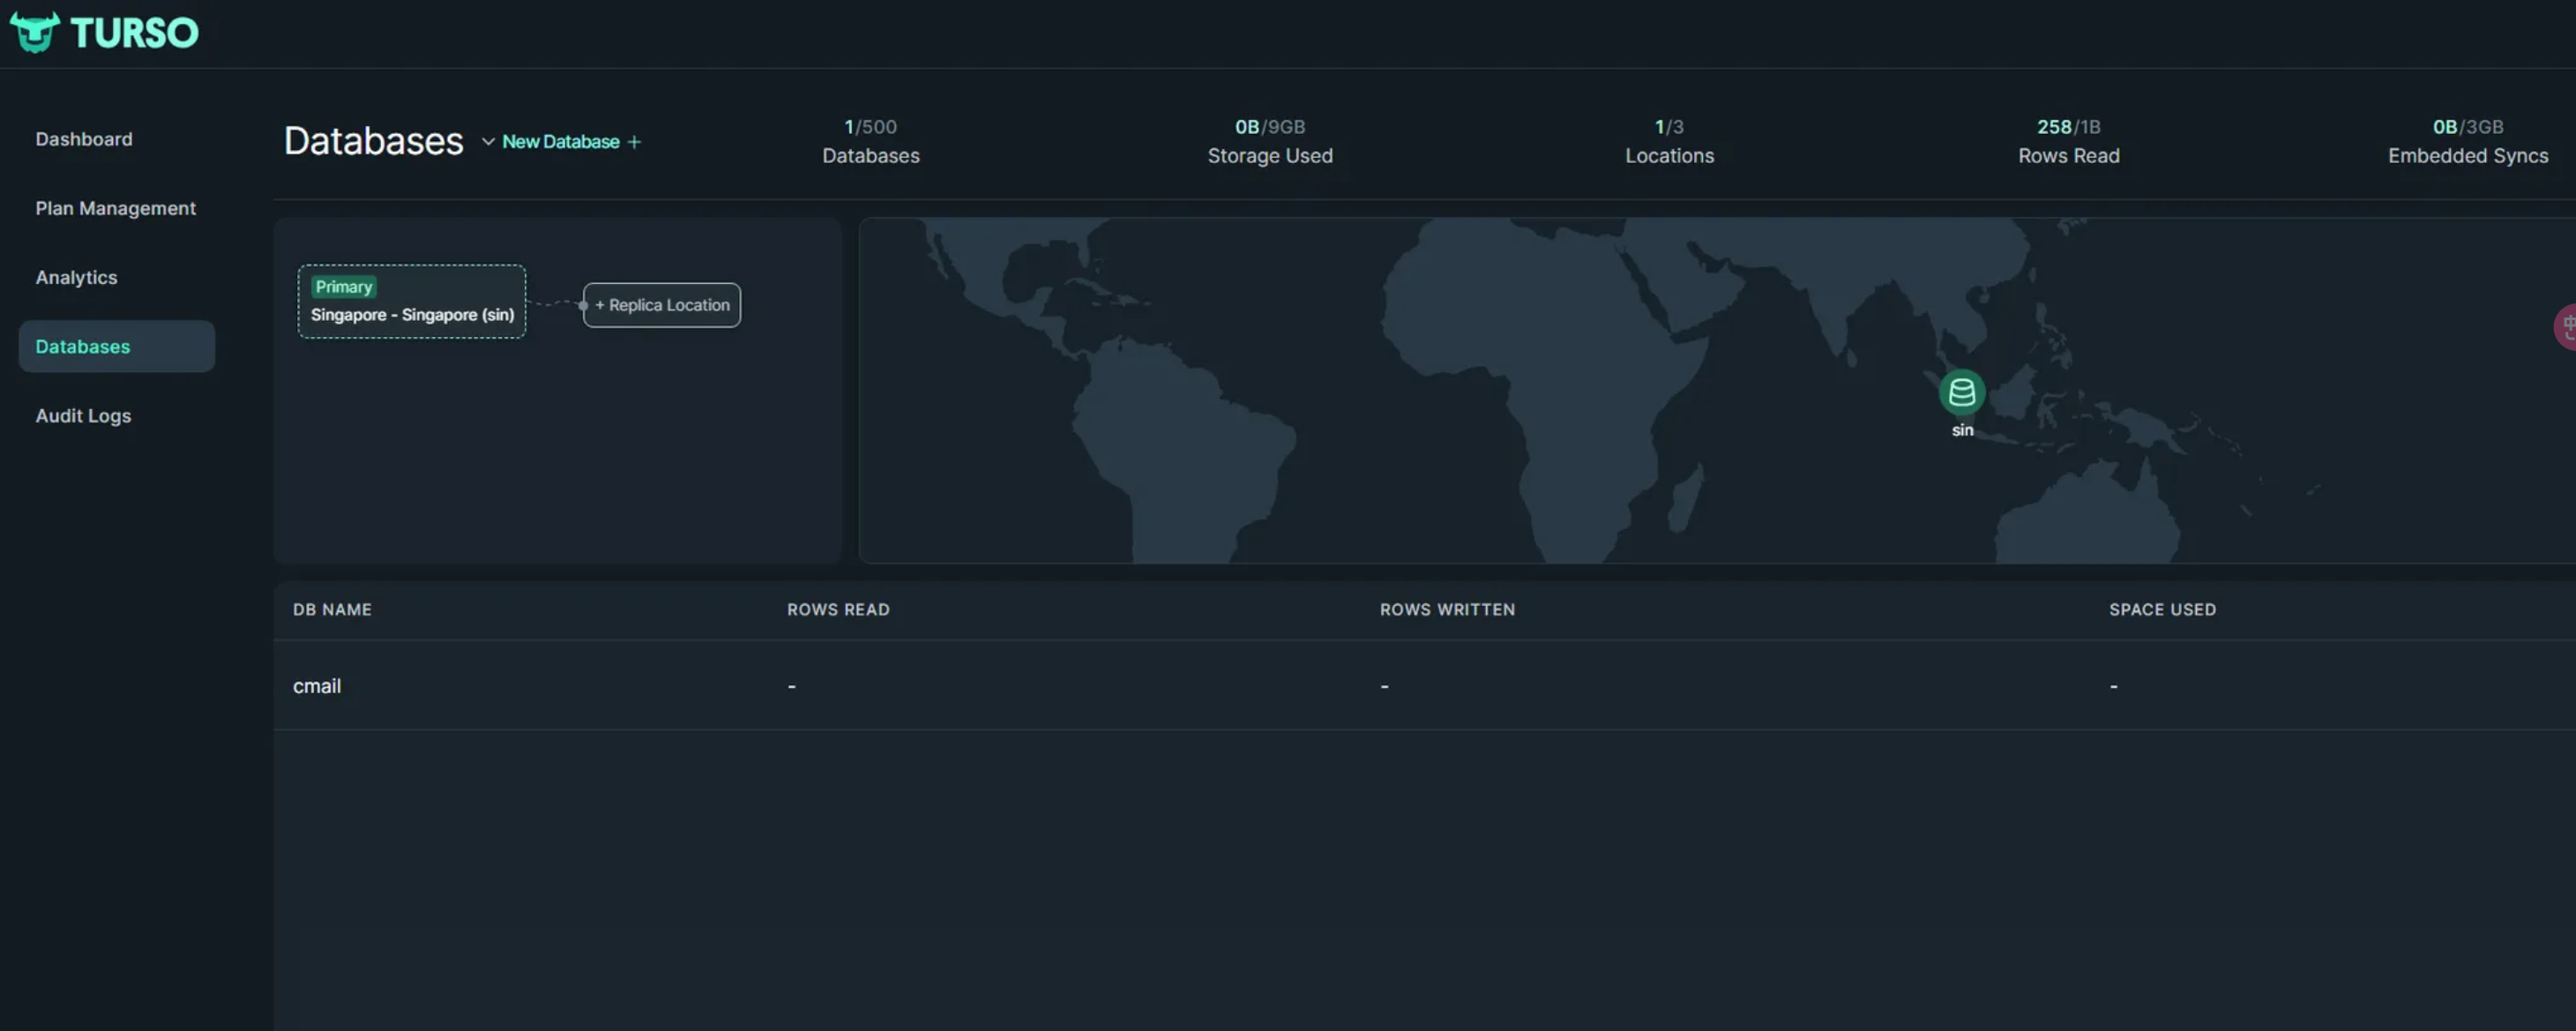 TURSO
Dashboard
Plan Management
Analytics
Databases
Audit Logs
Databases
New Database +
1/500
Databases
0B/9GB
Storage Used
1/3
Locations
258/1B
Rows Read
0B/3GB
Embedded Syncs
Primary
Singapore - Singapore (sin)
+ Replica Location
sin
DB NAME ROWS READ ROWS WRITTEN SPACE USED
cmail - - -